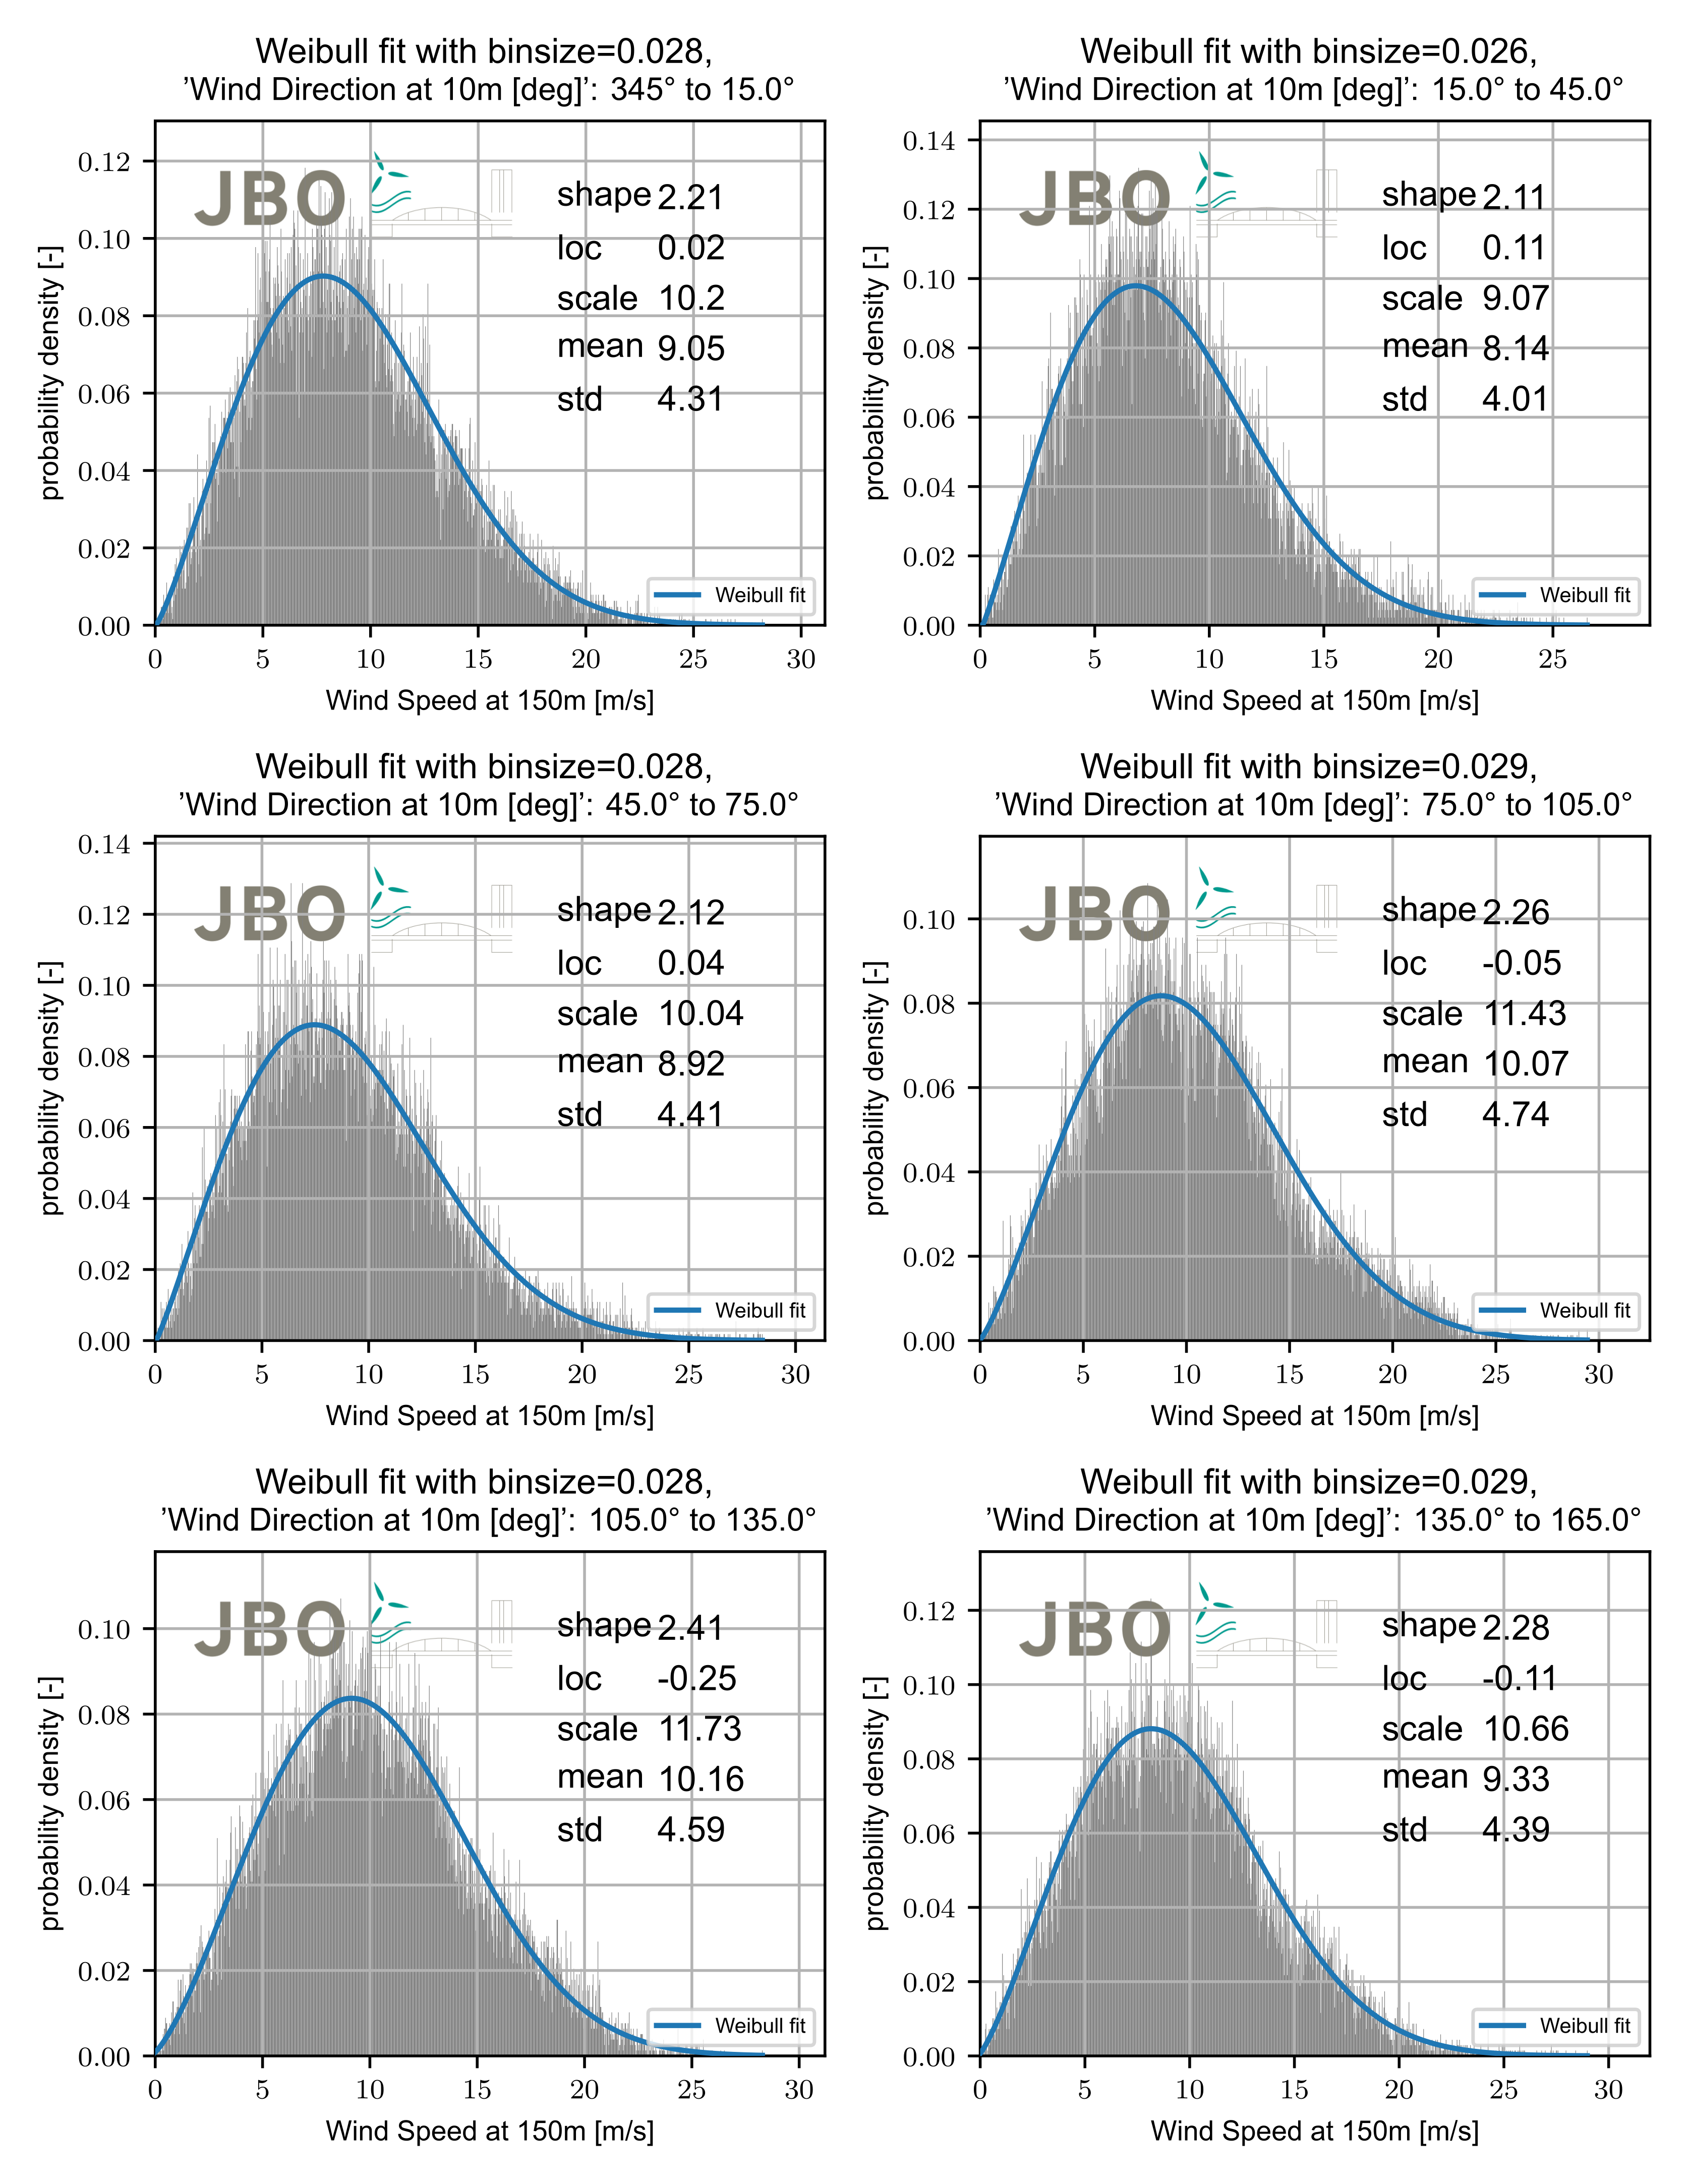 Weibull fit with binsize=0.028,
'Wind Direction at 10m [deg]': 345° to 15.0°
0.12
0.10
0.08
0.06
0.04
0.02
0.00
probability density [-]
JBO
shape 2.21
loc 0.02
scale 10.2
mean 9.05
std 4.31
Weibull fit
0 5 10 15 20 25 30
Wind Speed at 150m [m/s]
Weibull fit with binsize=0.026,
'Wind Direction at 10m [deg]': 15.0° to 45.0°
0.14
0.12
0.10
0.08
0.06
0.04
0.02
0.00
probability density [-]
JBO
shape 2.11
loc 0.11
scale 9.07
mean 8.14
std 4.01
Weibull fit
0 5 10 15 20 25
Wind Speed at 150m [m/s]
Weibull fit with binsize=0.028,
'Wind Direction at 10m [deg]': 45.0° to 75.0°
0.14
0.12
0.10
0.08
0.06
0.04
0.02
0.00
probability density [-]
JBO
shape 2.12
loc 0.04
scale 10.04
mean 8.92
std 4.41
Weibull fit
0 5 10 15 20 25 30
Wind Speed at 150m [m/s]
Weibull fit with binsize=0.029,
'Wind Direction at 10m [deg]': 75.0° to 105.0°
0.10
0.08
0.06
0.04
0.02
0.00
probability density [-]
JBO
shape 2.26
loc -0.05
scale 11.43
mean 10.07
std 4.74
Weibull fit
0 5 10 15 20 25 30
Wind Speed at 150m [m/s]
Weibull fit with binsize=0.028,
'Wind Direction at 10m [deg]': 105.0° to 135.0°
0.10
0.08
0.06
0.04
0.02
0.00
probability density [-]
JBO
shape 2.41
loc -0.25
scale 11.73
mean 10.16
std 4.59
Weibull fit
0 5 10 15 20 25 30
Wind Speed at 150m [m/s]
Weibull fit with binsize=0.029,
'Wind Direction at 10m [deg]': 135.0° to 165.0°
0.12
0.10
0.08
0.06
0.04
0.02
0.00
probability density [-]
JBO
shape 2.28
loc -0.11
scale 10.66
mean 9.33
std 4.39
Weibull fit
0 5 10 15 20 25 30
Wind Speed at 150m [m/s]